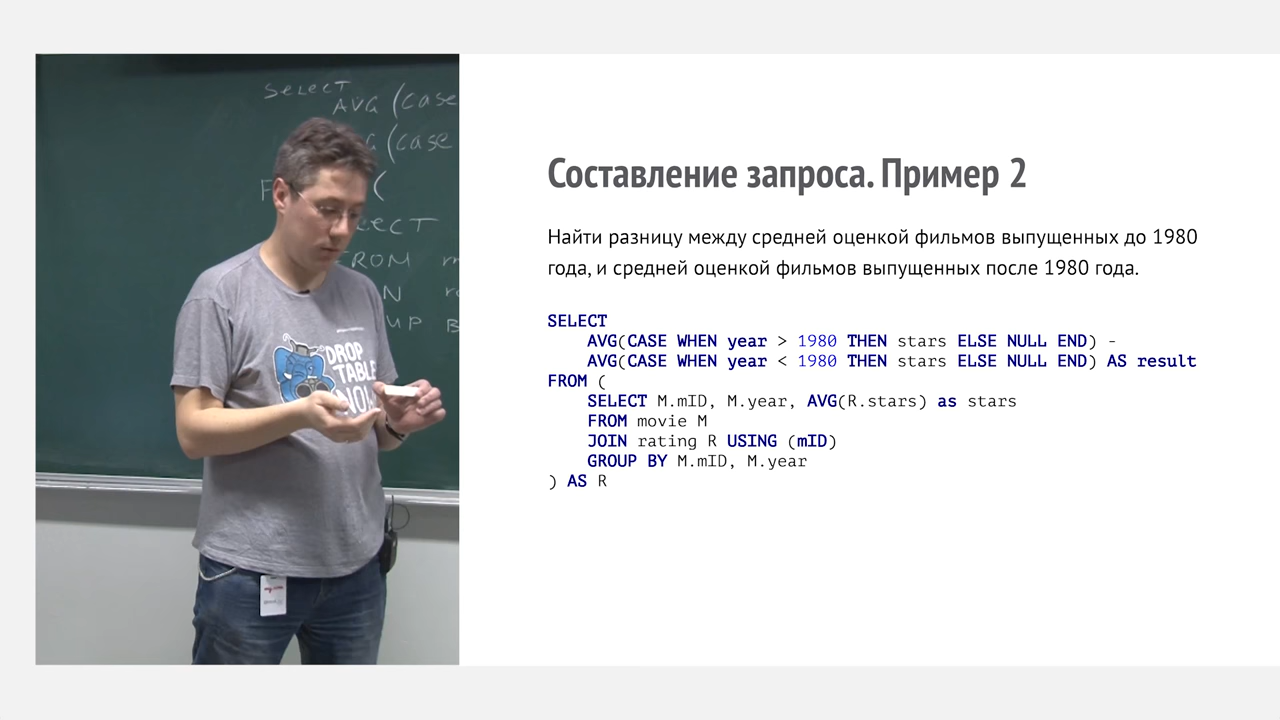 Select
AVG (case
(case
(
ROM
Составление запроса. Пример 2
Найти разницу между средней оценкой фильмов выпущенных до 1980
года, и средней оценкой фильмов выпущенных после 1980 года.
SELECT
AVG(CASE WHEN year > 1980 THEN stars ELSE NULL END) -
AVG(CASE WHEN year < 1980 THEN stars ELSE NULL END) AS result
FROM (
SELECT M.mID, M.year, AVG(R.stars) as stars
FROM movie M
JOIN rating R USING (mID)
GROUP BY M.mID, M.year
) AS R
DROP
TABLE